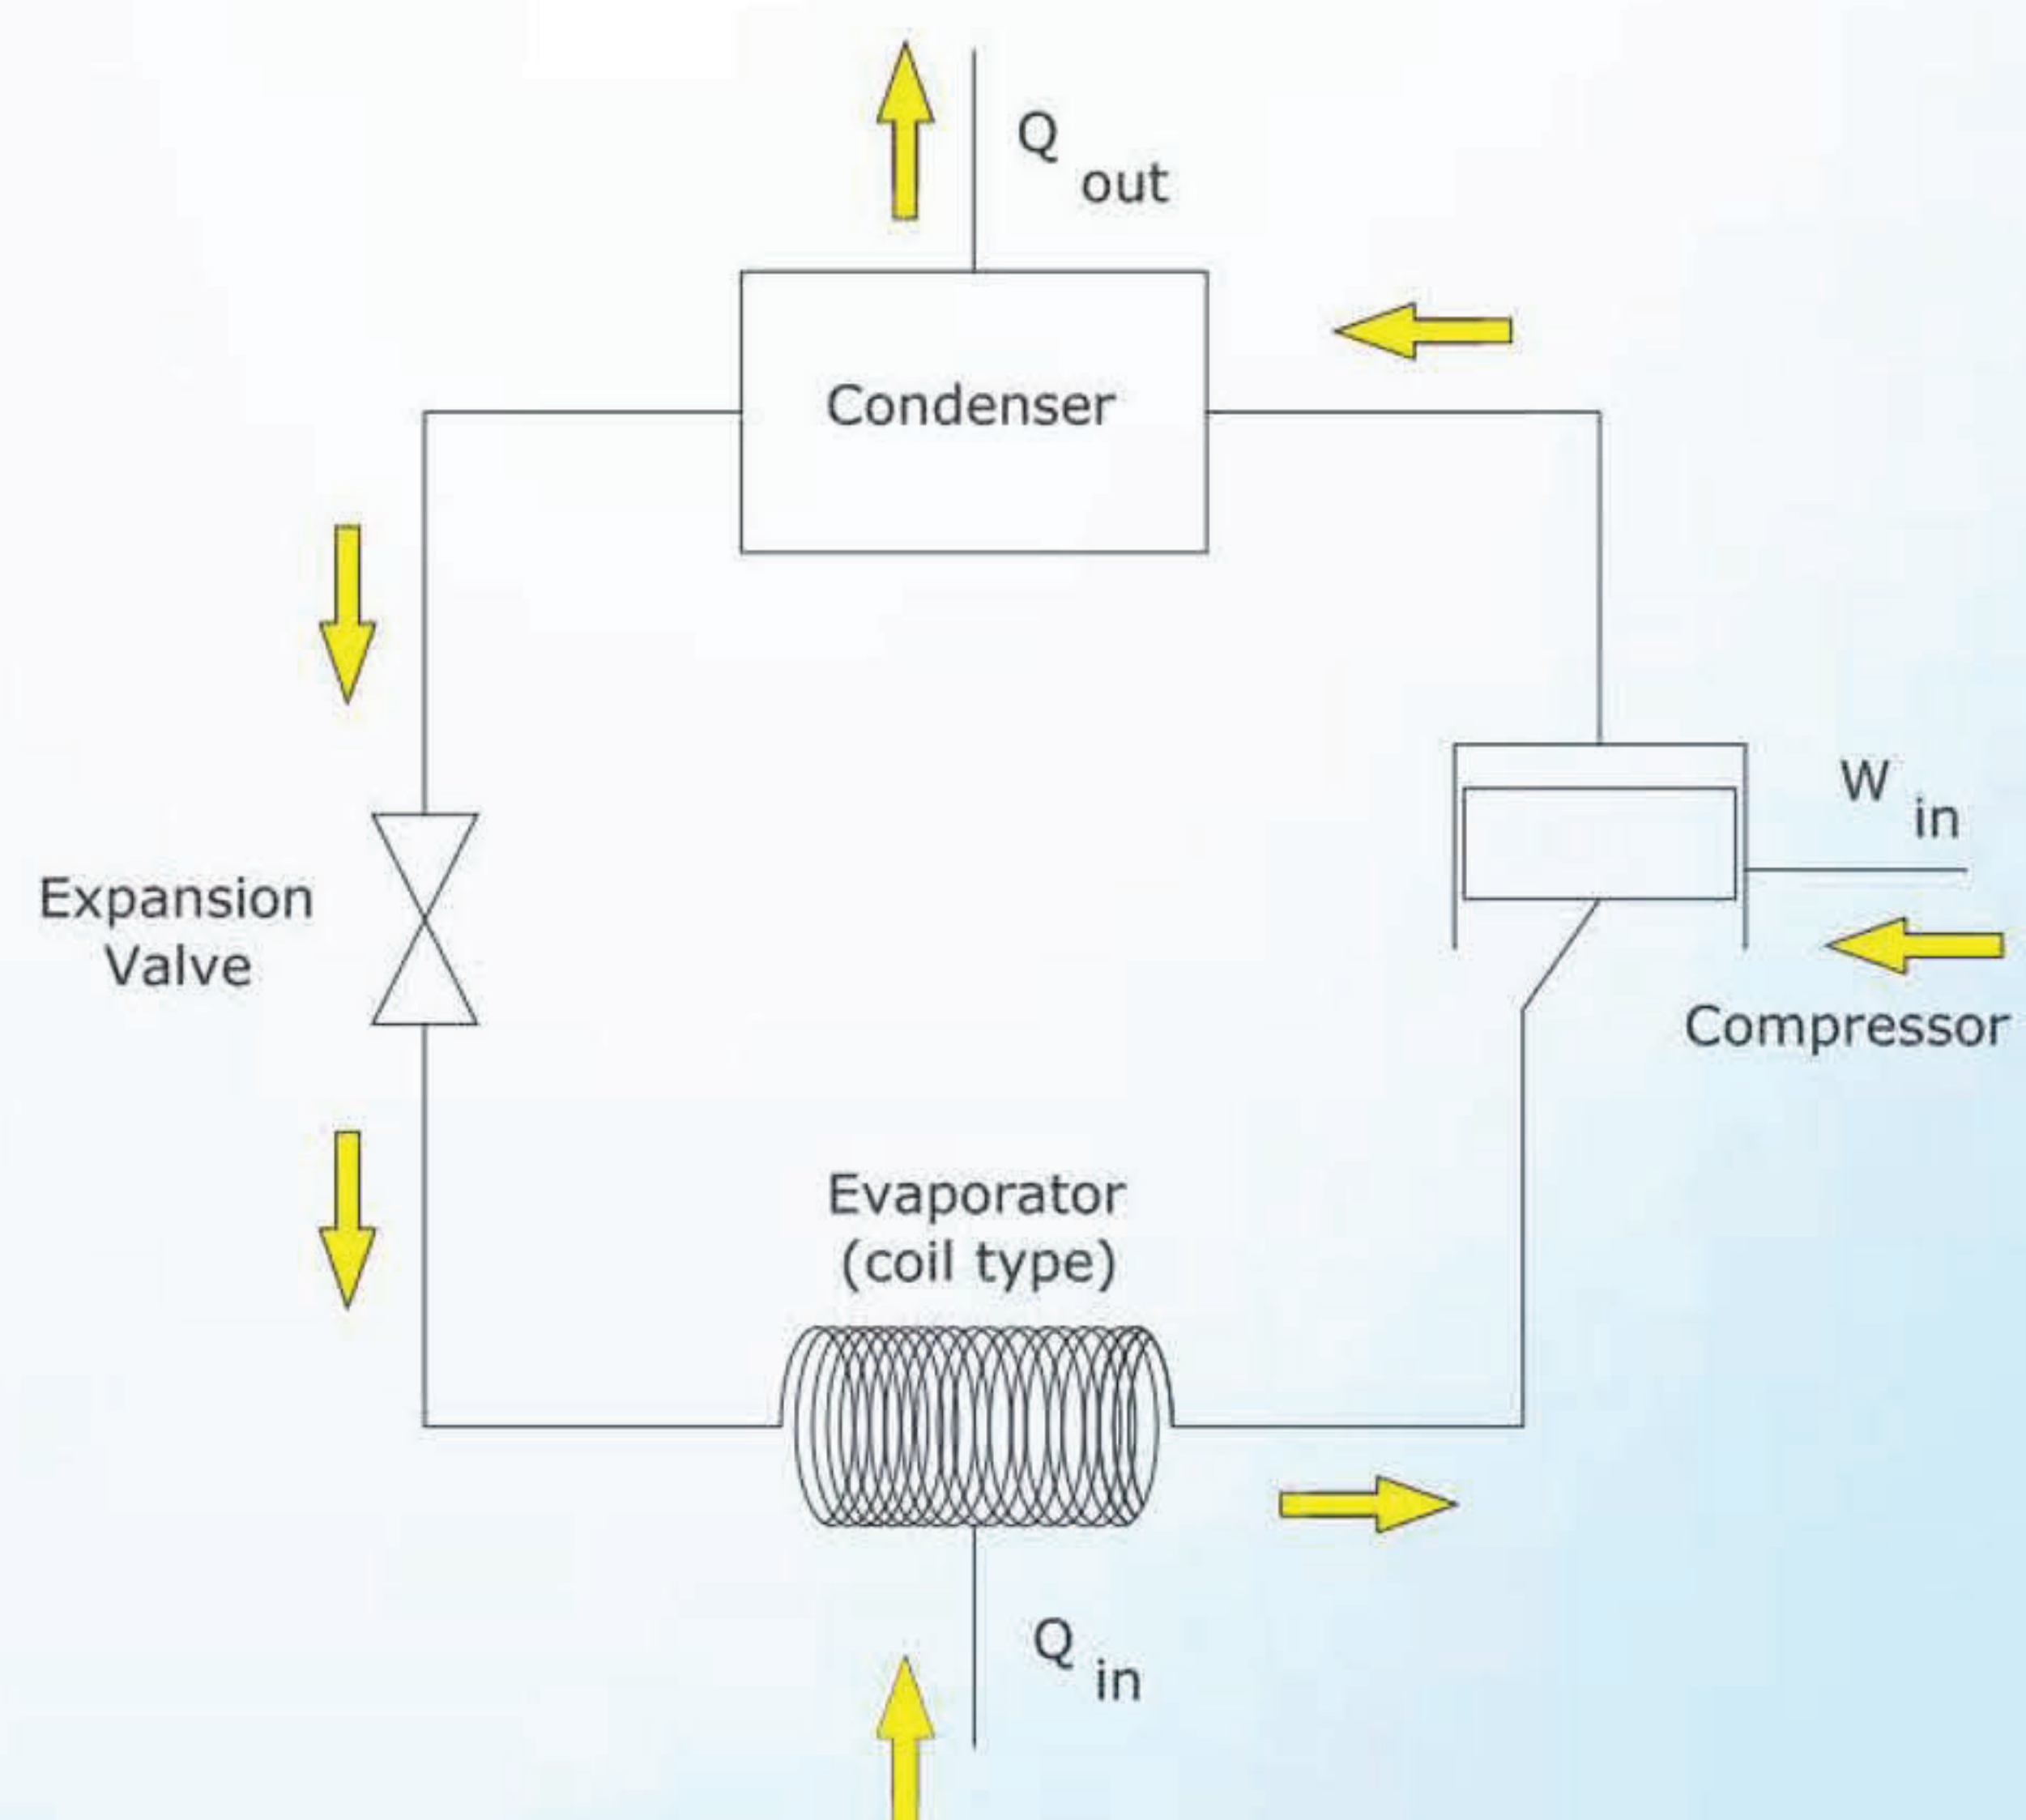 Q out
Condenser
W in
Expansion
Valve
Compressor
Evaporator
(coil type)
Q in